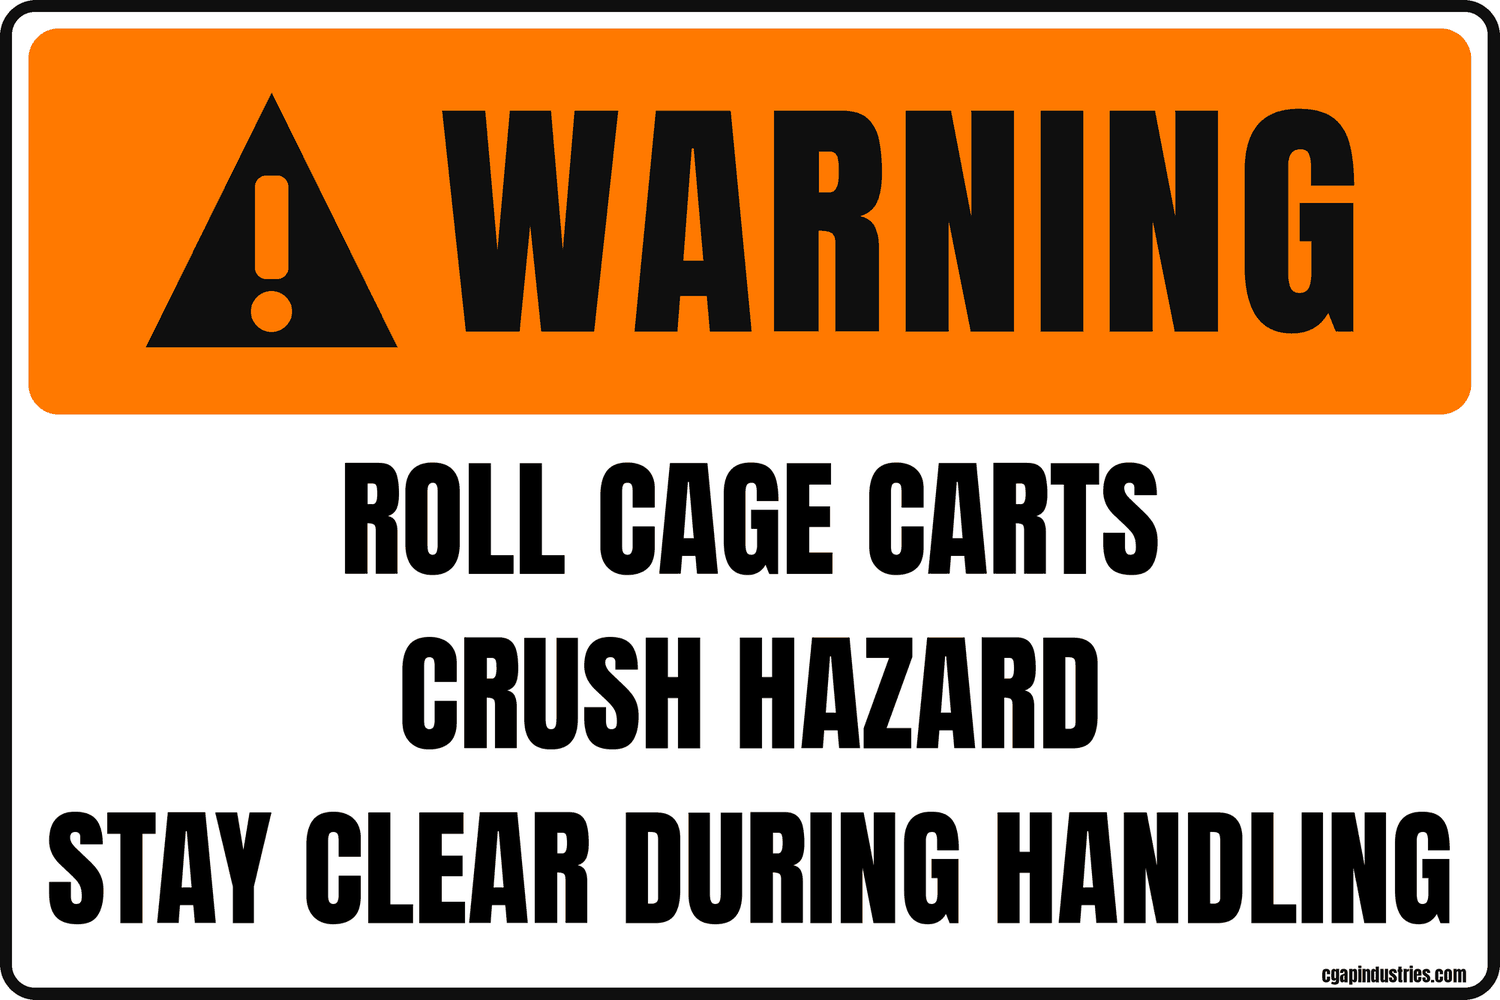 WARNING
ROLL CAGE CARTS
CRUSH HAZARD
STAY CLEAR DURING HANDLING
cgapindustries.com